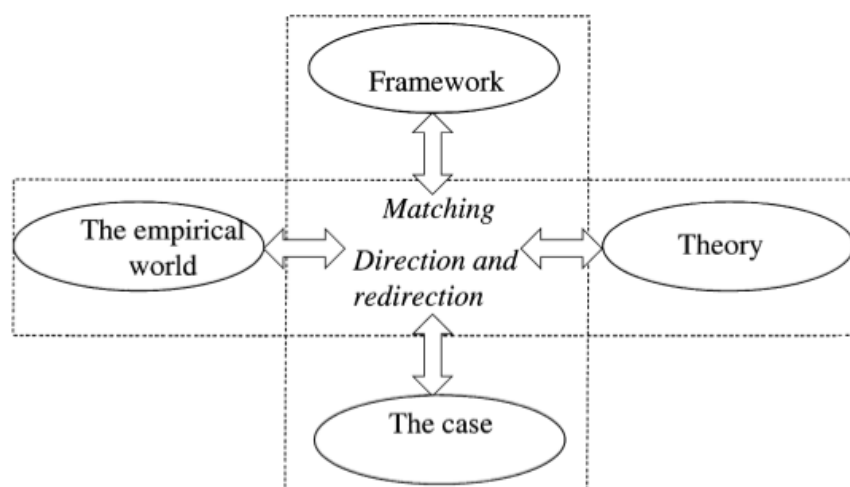 Framework
Matching
The empirical
world
Direction and
redirection
Theory
The case